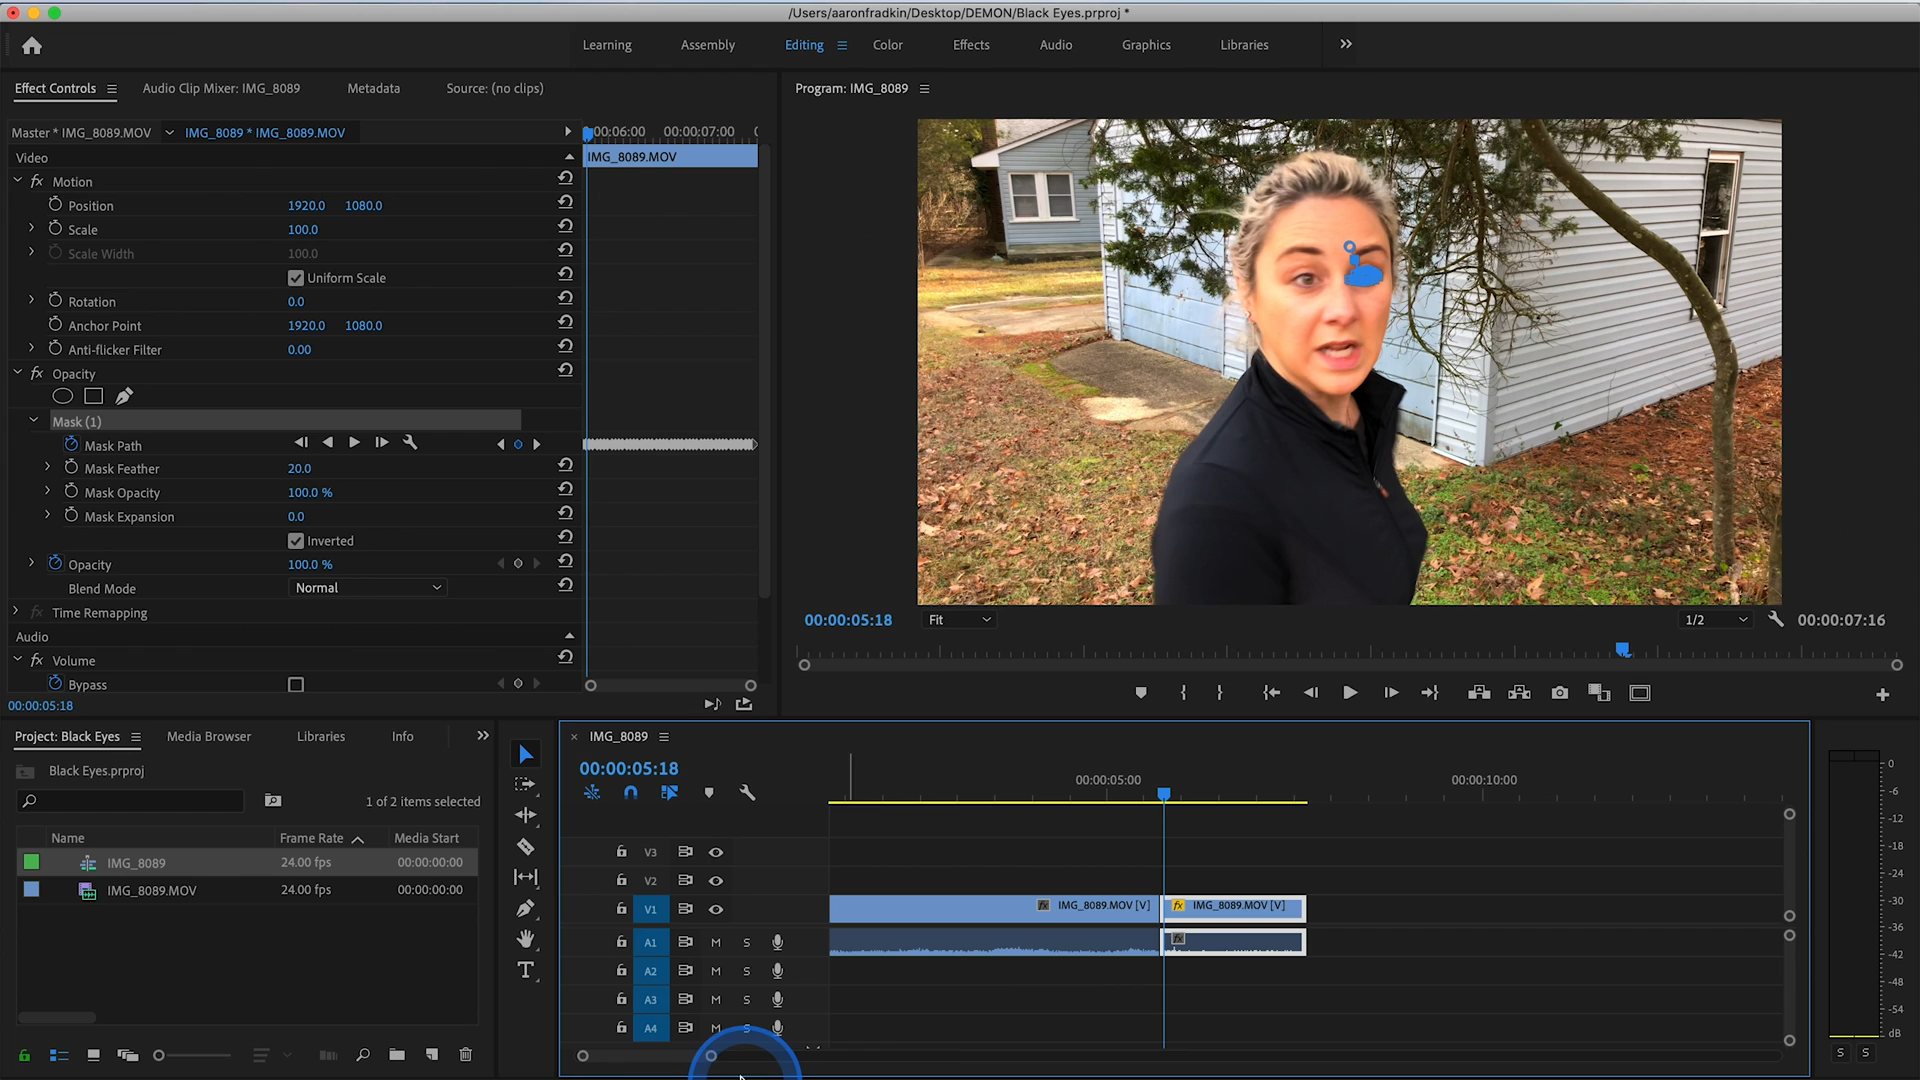 /Users/aaronfradkin/Desktop/DEMON/Black Eyes.prproj *
Learning Assembly Editing Color Effects Audio Graphics Libraries
Effect Controls Audio Clip Mixer: IMG_8089 Metadata Source: (no clips)
Program: IMG_8089
Master * IMG_8089.MOV IMG_8089 * IMG_8089.MOV
00:06:00 00:00:07:00
Video
IMG_8089.MOV
fx Motion
Position 1920.0 1080.0
Scale 100.0
Scale Width 100.0
Uniform Scale
Rotation 0.0
Anchor Point 1920.0 1080.0
Anti-flicker Filter 0.00
fx Opacity
Mask (1)
Mask Path
Mask Feather 20.0
Mask Opacity 100.0 %
Mask Expansion 0.0
Inverted
Opacity 100.0 %
Blend Mode Normal
fx Time Remapping
Audio
fx Volume
Bypass
00:00:05:18
00:00:05:18 Fit 1/2 00:00:07:16
Project: Black Eyes Media Browser Libraries Info
Black Eyes.prproj
1 of 2 items selected
Name Frame Rate Media Start
IMG_8089 24.00 fps 00:00:00:00
IMG_8089.MOV 24.00 fps 00:00:00:00
IMG_8089
00:00:05:18
00:00:05:00 00:00:10:00
V3
V2
V1 fx IMG_8089.MOV [V] fx IMG_8089.MOV [V]
A1 M S fx
A2 M S
A3 M S
A4 M S
T
0
-6
-12
-18
-24
-30
-36
-42
-48
-54
dB
S S